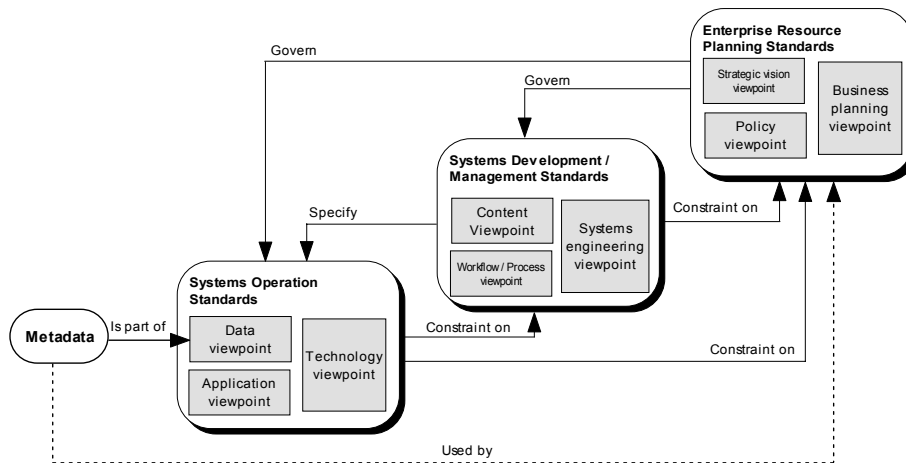 Enterprise Resource
Planning Standards
Strategic vision
viewpoint
Policy
viewpoint
Business
planning
viewpoint
Govern
Govern
Systems Development /
Management Standards
Content
Viewpoint
Workflow / Process
viewpoint
Systems
engineering
viewpoint
Constraint on
Specify
Systems Operation
Standards
Data
viewpoint
Application
viewpoint
Technology
viewpoint
Metadata
Is part of
Constraint on
Constraint on
Used by